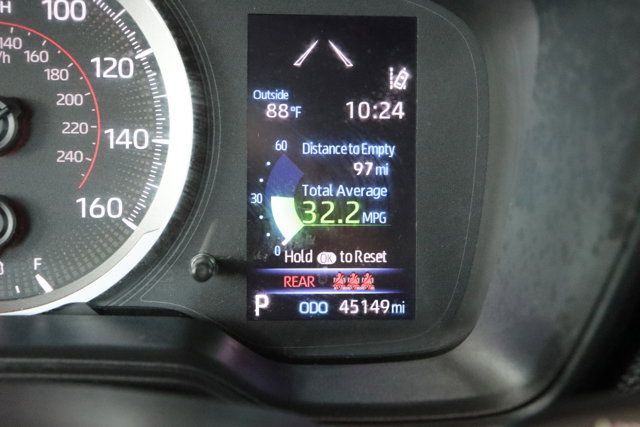 H
100
120
140
160
140
/h
160
180
200
220
240
F
Outside
88°F
10:24
60
30
0
Distance to Empty
97 mi
Total Average
32.2 MPG
Hold OK to Reset
REAR
P ODO 45149 mi